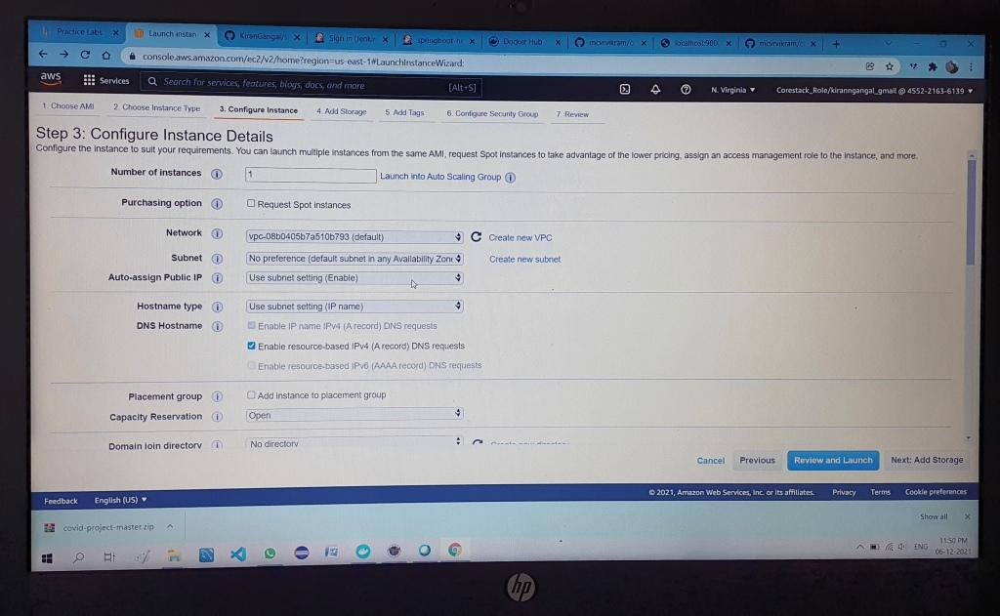 Practice Labs
Launch instan
KiranGangal/s
Sign in [Jenkin
springboot-h
Docker Hub
mcvrvikram/c
localhost:900
mcvrvikram/c
console.aws.amazon.com/ec2/v2/home?region=us-east-1#LaunchInstanceWizard:
aws
Services
Search for services, features, blogs, docs, and more
[Alt+S]
N. Virginia
Corestack_Role/kiranngangal_gmail @ 4552-2163-6139
1. Choose AMI
2. Choose Instance Type
3. Configure Instance
4. Add Storage
5. Add Tags
6. Configure Security Group
7. Review
Step 3: Configure Instance Details
Configure the instance to suit your requirements. You can launch multiple instances from the same AMI, request Spot instances to take advantage of the lower pricing, assign an access management role to the instance, and more.
Number of instances
1
Launch into Auto Scaling Group
Purchasing option
Request Spot instances
Network
vpc-08b0405b7a510b793 (default)
Create new VPC
Subnet
No preference (default subnet in any Availability Zone
Create new subnet
Auto-assign Public IP
Use subnet setting (Enable)
Hostname type
Use subnet setting (IP name)
DNS Hostname
Enable IP name IPv4 (A record) DNS requests
Enable resource-based IPv4 (A record) DNS requests
Enable resource-based IPv6 (AAAA record) DNS requests
Placement group
Add instance to placement group
Capacity Reservation
Open
Domain join directory
No directory
Cancel
Previous
Review and Launch
Next: Add Storage
Feedback
English (US)
© 2021, Amazon Web Services, Inc. or its affiliates.
Privacy
Terms
Cookie preferences
covid-project-master.zip
Show all
ENG
11:50 PM
06-12-2021
hp